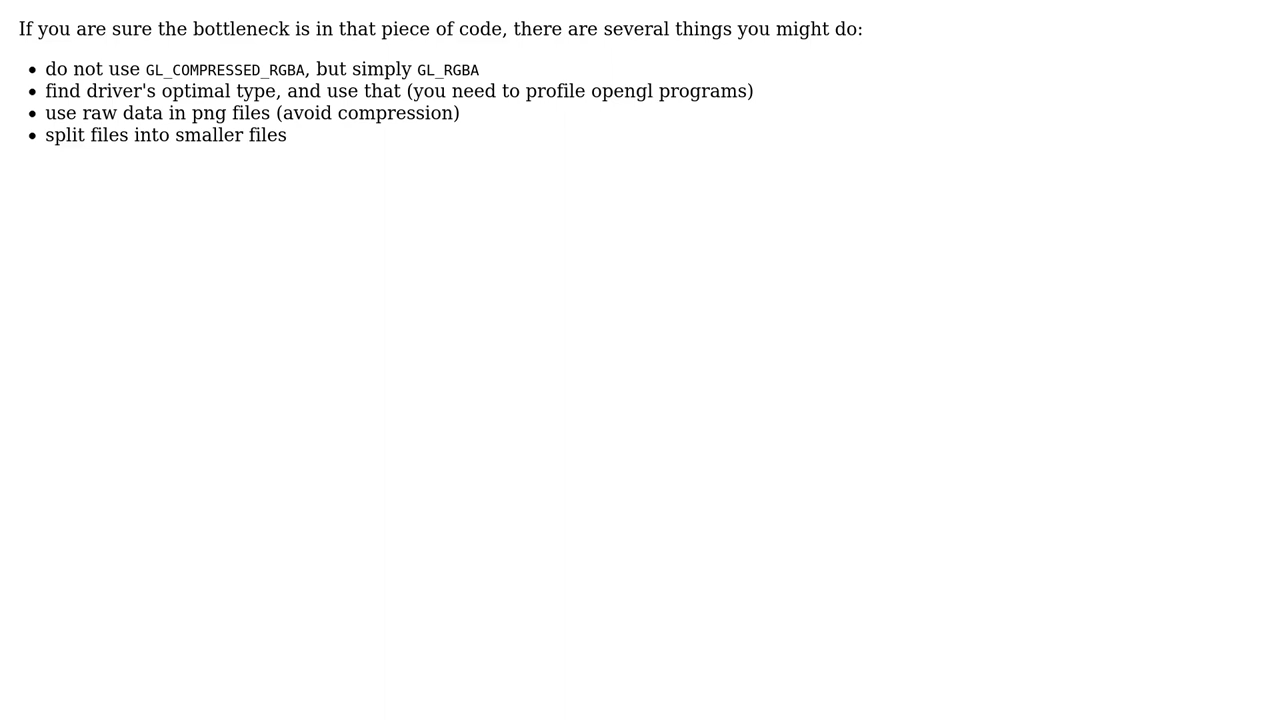 If you are sure the bottleneck is in that piece of code, there are several things you might do:
• do not use GL_COMPRESSED_RGBA, but simply GL_RGBA
• find driver's optimal type, and use that (you need to profile opengl programs)
• use raw data in png files (avoid compression)
• split files into smaller files